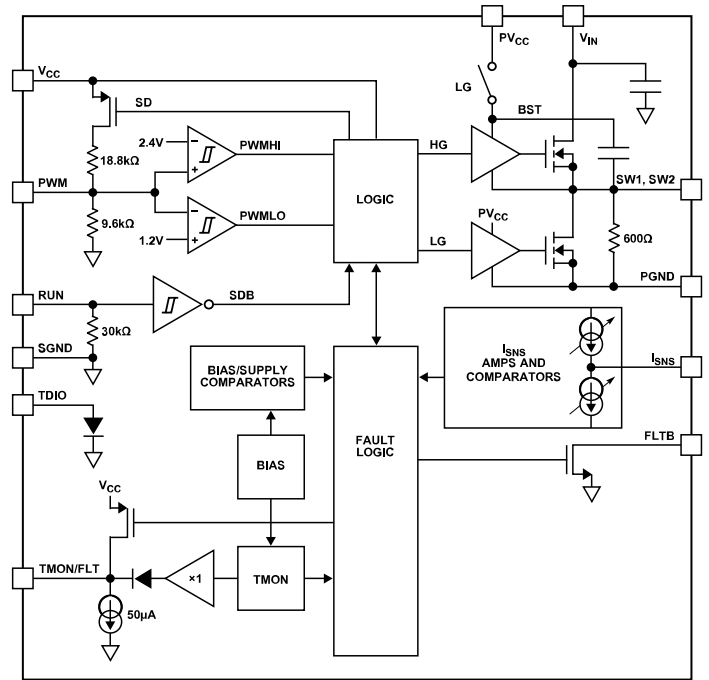 PVCC
VIN
VCC
SD
LG
BST
2.4V
PWMHI
HG
18.8kΩ
PWM
LOGIC
SW1, SW2
9.6kΩ
PWMLO
1.2V
LG
PVCC
600Ω
PGND
RUN
SDB
30kΩ
SGND
ISNS
AMPS AND
COMPARATORS
ISNS
BIAS/SUPPLY
COMPARATORS
TDIO
FLTB
FAULT
LOGIC
BIAS
VCC
TMON/FLT
×1
TMON
50µA